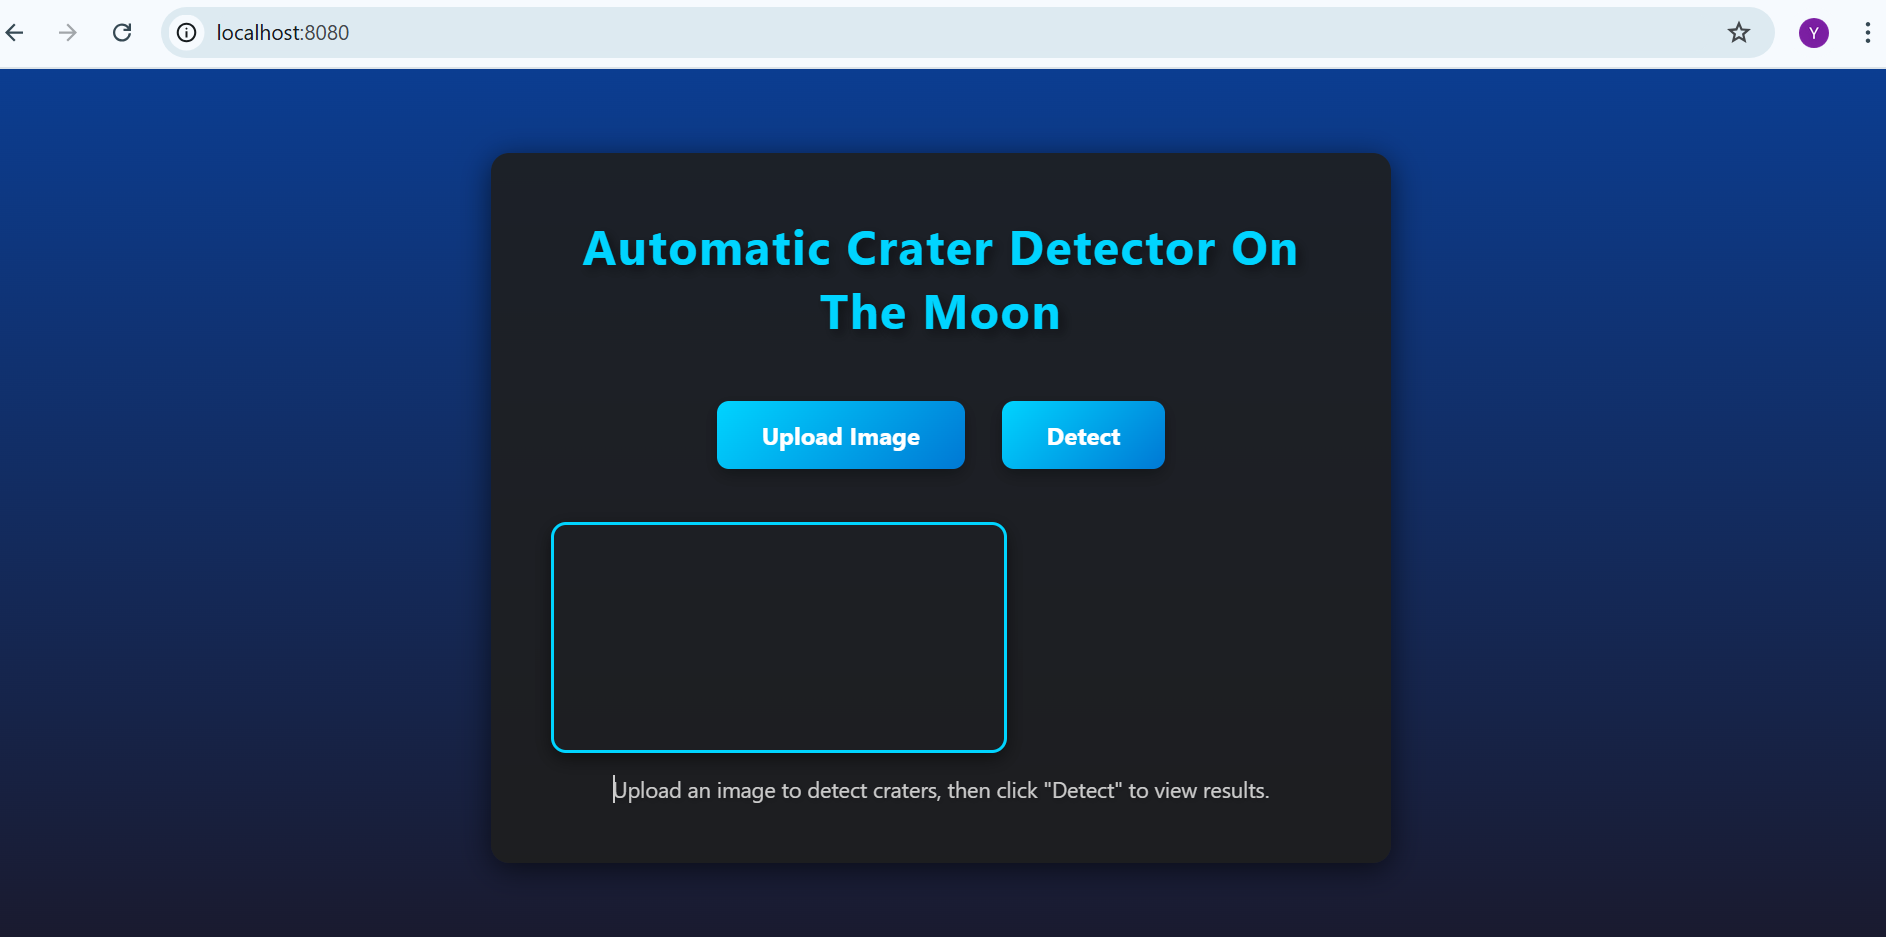 localhost:8080
Y
Automatic Crater Detector On
The Moon
Upload Image
Detect
Upload an image to detect craters, then click "Detect" to view results.